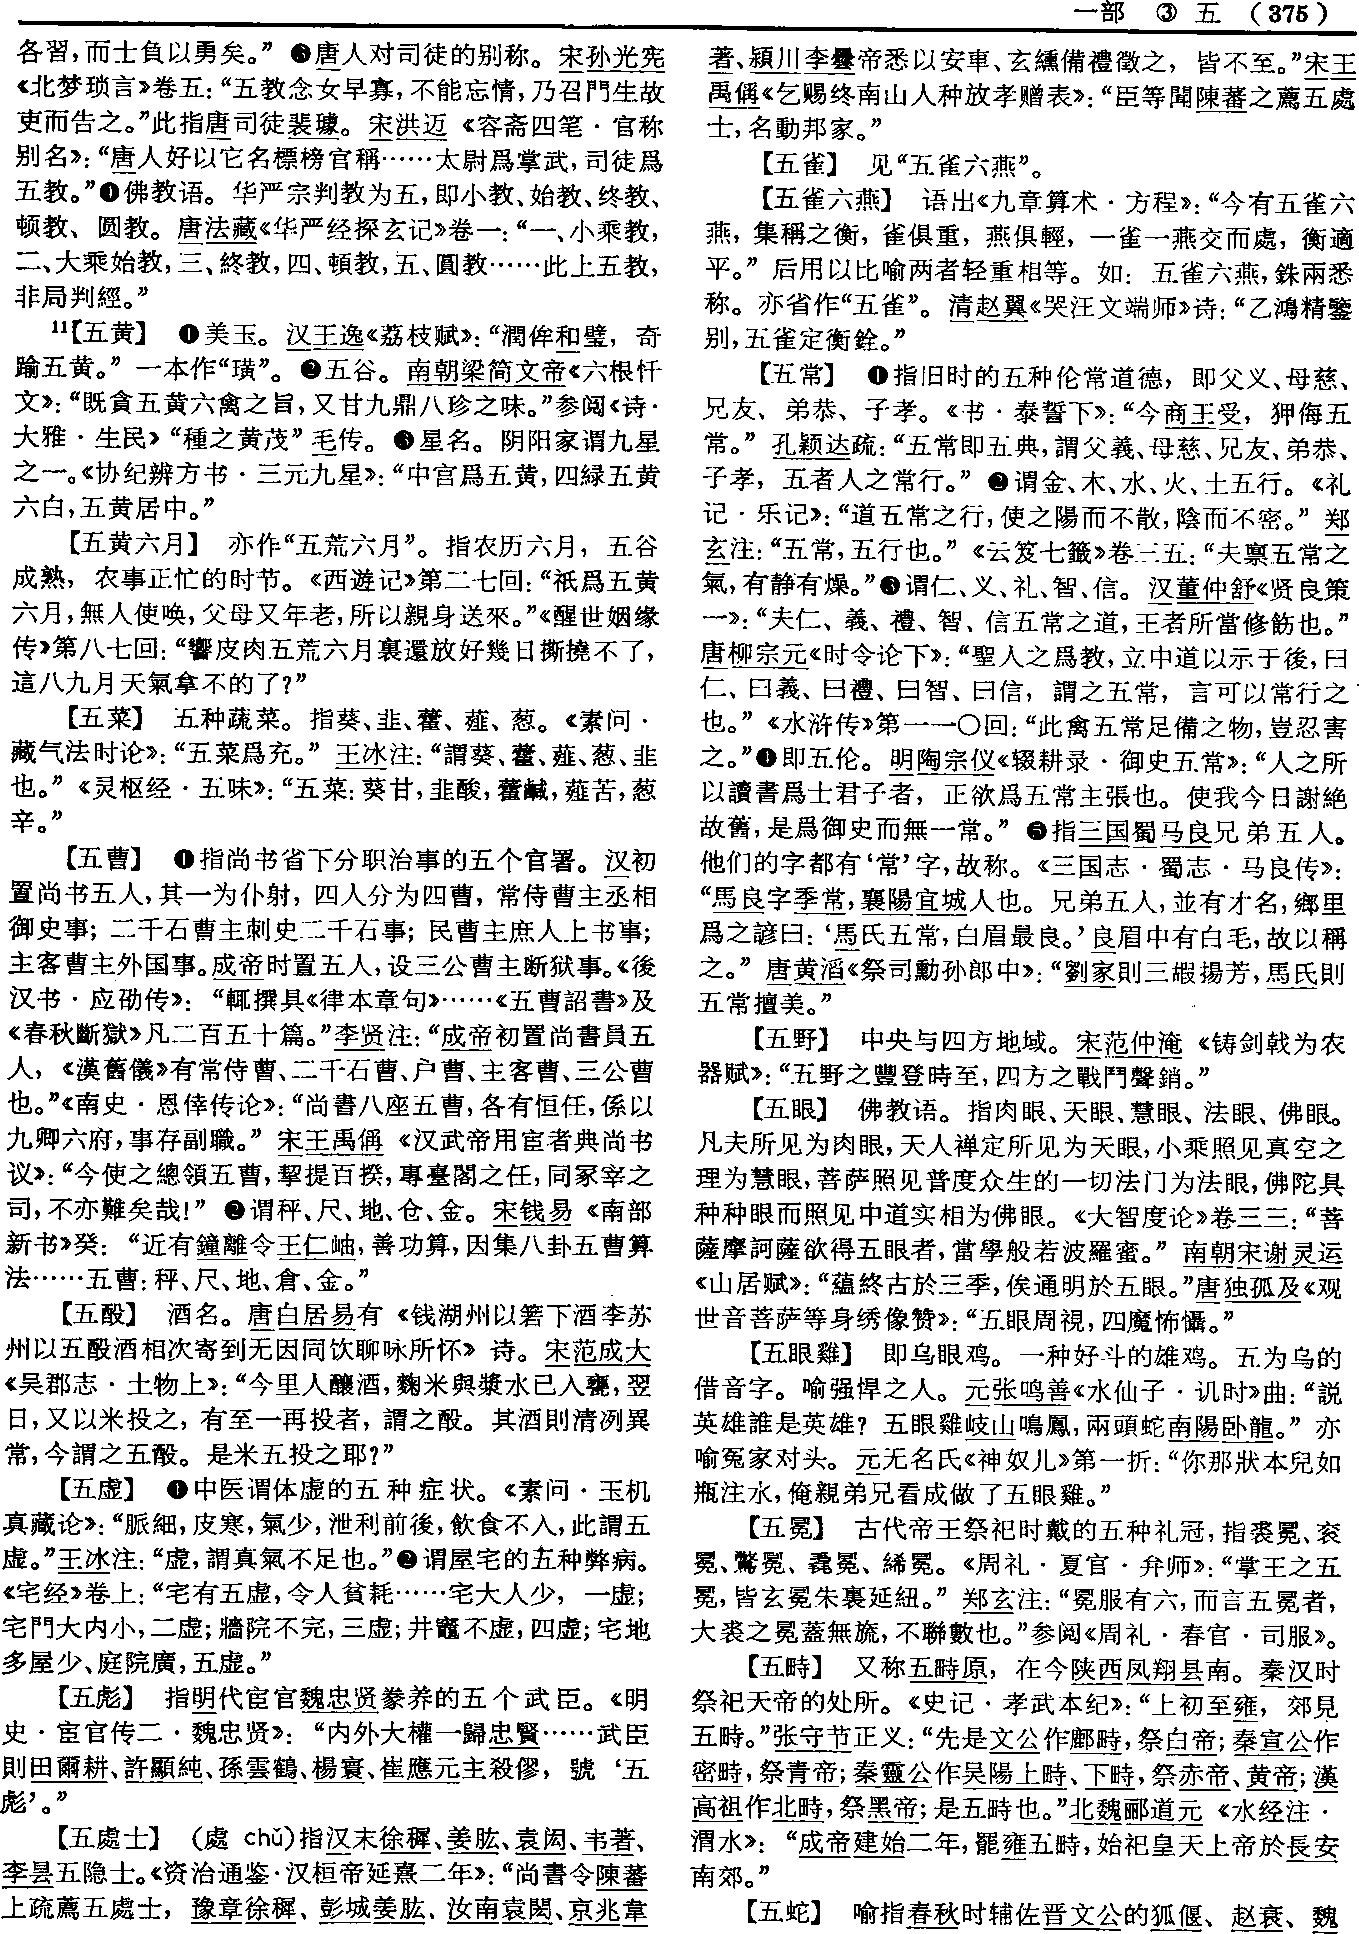 一部 ③ 五 (375)
各習，而士負以勇矣。”❸唐人对司徒的别称。宋孙光宪
《北梦琐言》卷五：“五教念女早寡，不能忘情，乃召門生故
吏而告之。”此指唐司徒裴璩。宋洪迈《容斋四笔·官称
别名》：“唐人好以它名標榜官稱……太尉爲掌武，司徒爲
五教。”❹佛教语。华严宗判教为五，即小教、始教、终教、
顿教、圆教。唐法藏《华严经探玄记》卷一：“一、小乘教，
二、大乘始教，三、終教，四、頓教，五、圓教……此上五教，
非局判經。”
11【五黄】 ❶美玉。汉王逸《荔枝赋》：“潤侔和璧，奇
踰五黄。”一本作“璜”。❷五谷。南朝梁简文帝《六根忏
文》：“既貪五黄六禽之旨，又甘九鼎八珍之味。”参阅《诗·
大雅·生民》“種之黄茂”毛传。❸星名。阴阳家谓九星
之一。《协纪辨方书·三元九星》：“中宫爲五黄，四緑五黄
六白，五黄居中。”
【五黄六月】 亦作“五荒六月”。指农历六月，五谷
成熟，农事正忙的时节。《西遊记》第二七回：“祇爲五黄
六月，無人使唤，父母又年老，所以親身送來。”《醒世姻缘
传》第八七回：“饗皮肉五荒六月裏還放好幾日撕撓不了，
這八九月天氣拿不的了？”
【五菜】 五种蔬菜。指葵、韭、藿、薤、葱。《素问·
藏气法时论》：“五菜爲充。”王冰注：“謂葵、藿、薤、葱、韭
也。”《灵枢经·五味》：“五菜：葵甘，韭酸，藿鹹，薤苦，葱
辛。”
【五曹】 ❶指尚书省下分职治事的五个官署。汉初
置尚书五人，其一为仆射，四人分为四曹，常侍曹主丞相
御史事；二千石曹主刺史二千石事；民曹主庶人上书事；
主客曹主外国事。成帝时置五人，设三公曹主断狱事。《後
汉书·应劭传》：“輒撰具《律本章句》……《五曹詔書》及
《春秋斷獄》凡二百五十篇。”李贤注：“成帝初置尚書員五
人，《漢舊儀》有常侍曹、二千石曹、户曹、主客曹、三公曹
也。”《南史·恩倖传论》：“尚書八座五曹，各有恒任，係以
九卿六府，事存副職。”宋王禹偁《汉武帝用宦者典尚书
议》：“今使之總領五曹，挈提百揆，專臺閣之任，同冢宰之
司，不亦難矣哉！”❷谓秤、尺、地、仓、金。宋钱易《南部
新书》癸：“近有鐘離令王仁岫，善功算，因集八卦五曹算
法……五曹：秤、尺、地、倉、金。”
【五酘】 酒名。唐白居易有《钱湖州以箬下酒李苏
州以五酘酒相次寄到无因同饮聊咏所怀》诗。宋范成大
《吴郡志·土物上》：“今里人釀酒，麴米與漿水已入甕，翌
日，又以米投之，有至一再投者，謂之酘。其酒則清冽異
常，今謂之五酘。是米五投之耶？”
【五虚】 ❶中医谓体虚的五种症状。《素问·玉机
真藏论》：“脈細，皮寒，氣少，泄利前後，飲食不入，此謂五
虚。”王冰注：“虚，謂真氣不足也。”❷谓屋宅的五种弊病。
《宅经》卷上：“宅有五虚，令人貧耗……宅大人少，一虚；
宅門大内小，二虚；牆院不完，三虚；井竈不虚，四虚；宅地
多屋少、庭院廣，五虚。”
【五彪】 指明代宦官魏忠贤豢养的五个武臣。《明
史·宦官传二·魏忠贤》：“内外大權一歸忠賢……武臣
則田爾耕、許顯純、孫雲鶴、楊寰、崔應元主殺僇，號‘五
彪’。”
【五處士】 （處 chǔ）指汉末徐穉、姜肱、袁闳、韦著、
李昙五隐士。《资治通鉴·汉桓帝延熹二年》：“尚書令陳蕃
上疏薦五處士，豫章徐穉、彭城姜肱、汝南袁閎、京兆韋
著、潁川李曇帝悉以安車、玄纁備禮徵之，皆不至。”宋王
禹偁《乞赐终南山人种放孝赠表》：“臣等聞陳蕃之薦五處
士，名動邦家。”
【五雀】 见“五雀六燕”。
【五雀六燕】 语出《九章算术·方程》：“今有五雀六
燕，集稱之衡，雀俱重，燕俱輕，一雀一燕交而處，衡適
平。”后用以比喻两者轻重相等。如：五雀六燕，銖兩悉
称。亦省作“五雀”。清赵翼《哭汪文端师》诗：“乙鴻精鑒
别，五雀定衡銓。”
【五常】 ❶指旧时的五种伦常道德，即父义、母慈、
兄友、弟恭、子孝。《书·泰誓下》：“今商王受，狎侮五
常。”孔颖达疏：“五常即五典，謂父義、母慈、兄友、弟恭、
子孝，五者人之常行。”❷谓金、木、水、火、土五行。《礼
记·乐记》：“道五常之行，使之陽而不散，陰而不密。”郑
玄注：“五常，五行也。”《云笈七籤》卷三五：“夫禀五常之
氣，有静有燥。”❸谓仁、义、礼、智、信。汉董仲舒《贤良策
一》：“夫仁、義、禮、智、信五常之道，王者所當修飭也。”
唐柳宗元《时令论下》：“聖人之爲教，立中道以示于後，曰
仁、曰義、曰禮、曰智、曰信，謂之五常，言可以常行之
也。”《水浒传》第一一〇回：“此禽五常足備之物，豈忍害
之。”❹即五伦。明陶宗仪《辍耕录·御史五常》：“人之所
以讀書爲士君子者，正欲爲五常主張也。使我今日謝絶
故舊，是爲御史而無一常。”❺指三国蜀马良兄弟五人。
他们的字都有‘常’字，故称。《三国志·蜀志·马良传》：
“馬良字季常，襄陽宜城人也。兄弟五人，並有才名，鄉里
爲之諺曰：‘馬氏五常，白眉最良。’良眉中有白毛，故以稱
之。”唐黄滔《祭司勳孙郎中》：“劉家則三嘏揚芳，馬氏則
五常擅美。”
【五野】 中央与四方地域。宋范仲淹《铸剑戟为农
器赋》：“五野之豐登時至，四方之戰鬥聲銷。”
【五眼】 佛教语。指肉眼、天眼、慧眼、法眼、佛眼。
凡夫所见为肉眼，天人禅定所见为天眼，小乘照见真空之
理为慧眼，菩萨照见普度众生的一切法门为法眼，佛陀具
种种眼而照见中道实相为佛眼。《大智度论》卷三三：“菩
薩摩訶薩欲得五眼者，當學般若波羅蜜。”南朝宋谢灵运
《山居赋》：“藴終古於三季，俟通明於五眼。”唐独孤及《观
世音菩萨等身绣像赞》：“五眼周視，四魔怖懾。”
【五眼雞】 即乌眼鸡。一种好斗的雄鸡。五为乌的
借音字。喻强悍之人。元张鸣善《水仙子·讥时》曲：“説
英雄誰是英雄？五眼雞岐山鳴鳳，兩頭蛇南陽卧龍。”亦
喻冤家对头。元无名氏《神奴儿》第一折：“你那狀本兒如
瓶注水，俺親弟兄看成做了五眼雞。”
【五冕】 古代帝王祭祀时戴的五种礼冠，指裘冕、衮
冕、鷩冕、毳冕、絺冕。《周礼·夏官·弁师》：“掌王之五
冕，皆玄冕朱裏延紐。”郑玄注：“冕服有六，而言五冕者，
大裘之冕蓋無旒，不聯數也。”参阅《周礼·春官·司服》。
【五畤】 又称五畤原，在今陕西凤翔县南。秦汉时
祭祀天帝的处所。《史记·孝武本纪》：“上初至雍，郊見
五畤。”张守节正义：“先是文公作鄜畤，祭白帝；秦宣公作
密畤，祭青帝；秦靈公作吴陽上畤、下畤，祭赤帝、黄帝；漢
高祖作北畤，祭黑帝；是五畤也。”北魏郦道元《水经注·
渭水》：“成帝建始二年，罷雍五畤，始祀皇天上帝於長安
南郊。”
【五蛇】 喻指春秋时辅佐晋文公的狐偃、赵衰、魏